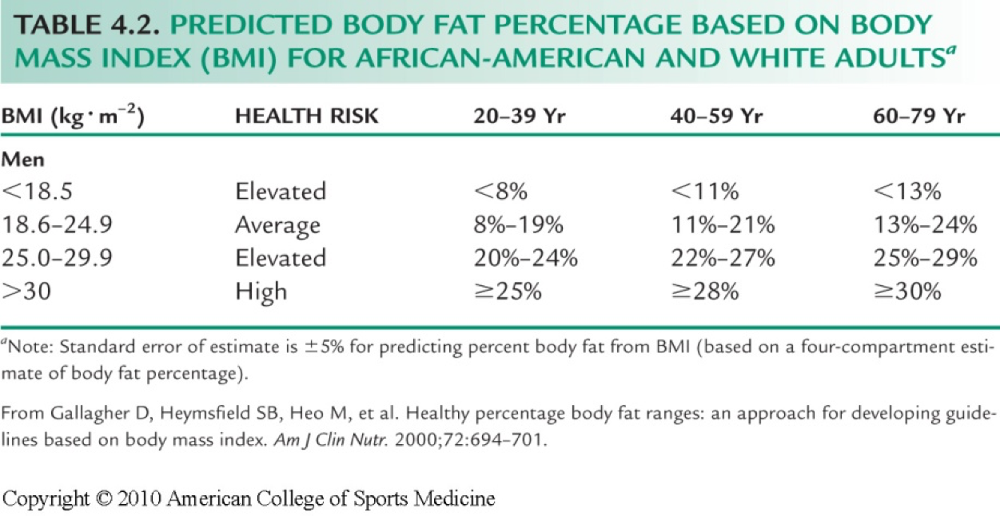 TABLE 4.2. PREDICTED BODY FAT PERCENTAGE BASED ON BODY
MASS INDEX (BMI) FOR AFRICAN-AMERICAN AND WHITE ADULTSᵃ
BMI (kg·m⁻²) HEALTH RISK 20–39 Yr 40–59 Yr 60–79 Yr
Men
<18.5 Elevated <8% <11% <13%
18.6–24.9 Average 8%–19% 11%–21% 13%–24%
25.0–29.9 Elevated 20%–24% 22%–27% 25%–29%
>30 High ≥25% ≥28% ≥30%
ᵃNote: Standard error of estimate is ±5% for predicting percent body fat from BMI (based on a four-compartment esti-
mate of body fat percentage).
From Gallagher D, Heymsfield SB, Heo M, et al. Healthy percentage body fat ranges: an approach for developing guide-
lines based on body mass index. Am J Clin Nutr. 2000;72:694–701.
Copyright © 2010 American College of Sports Medicine